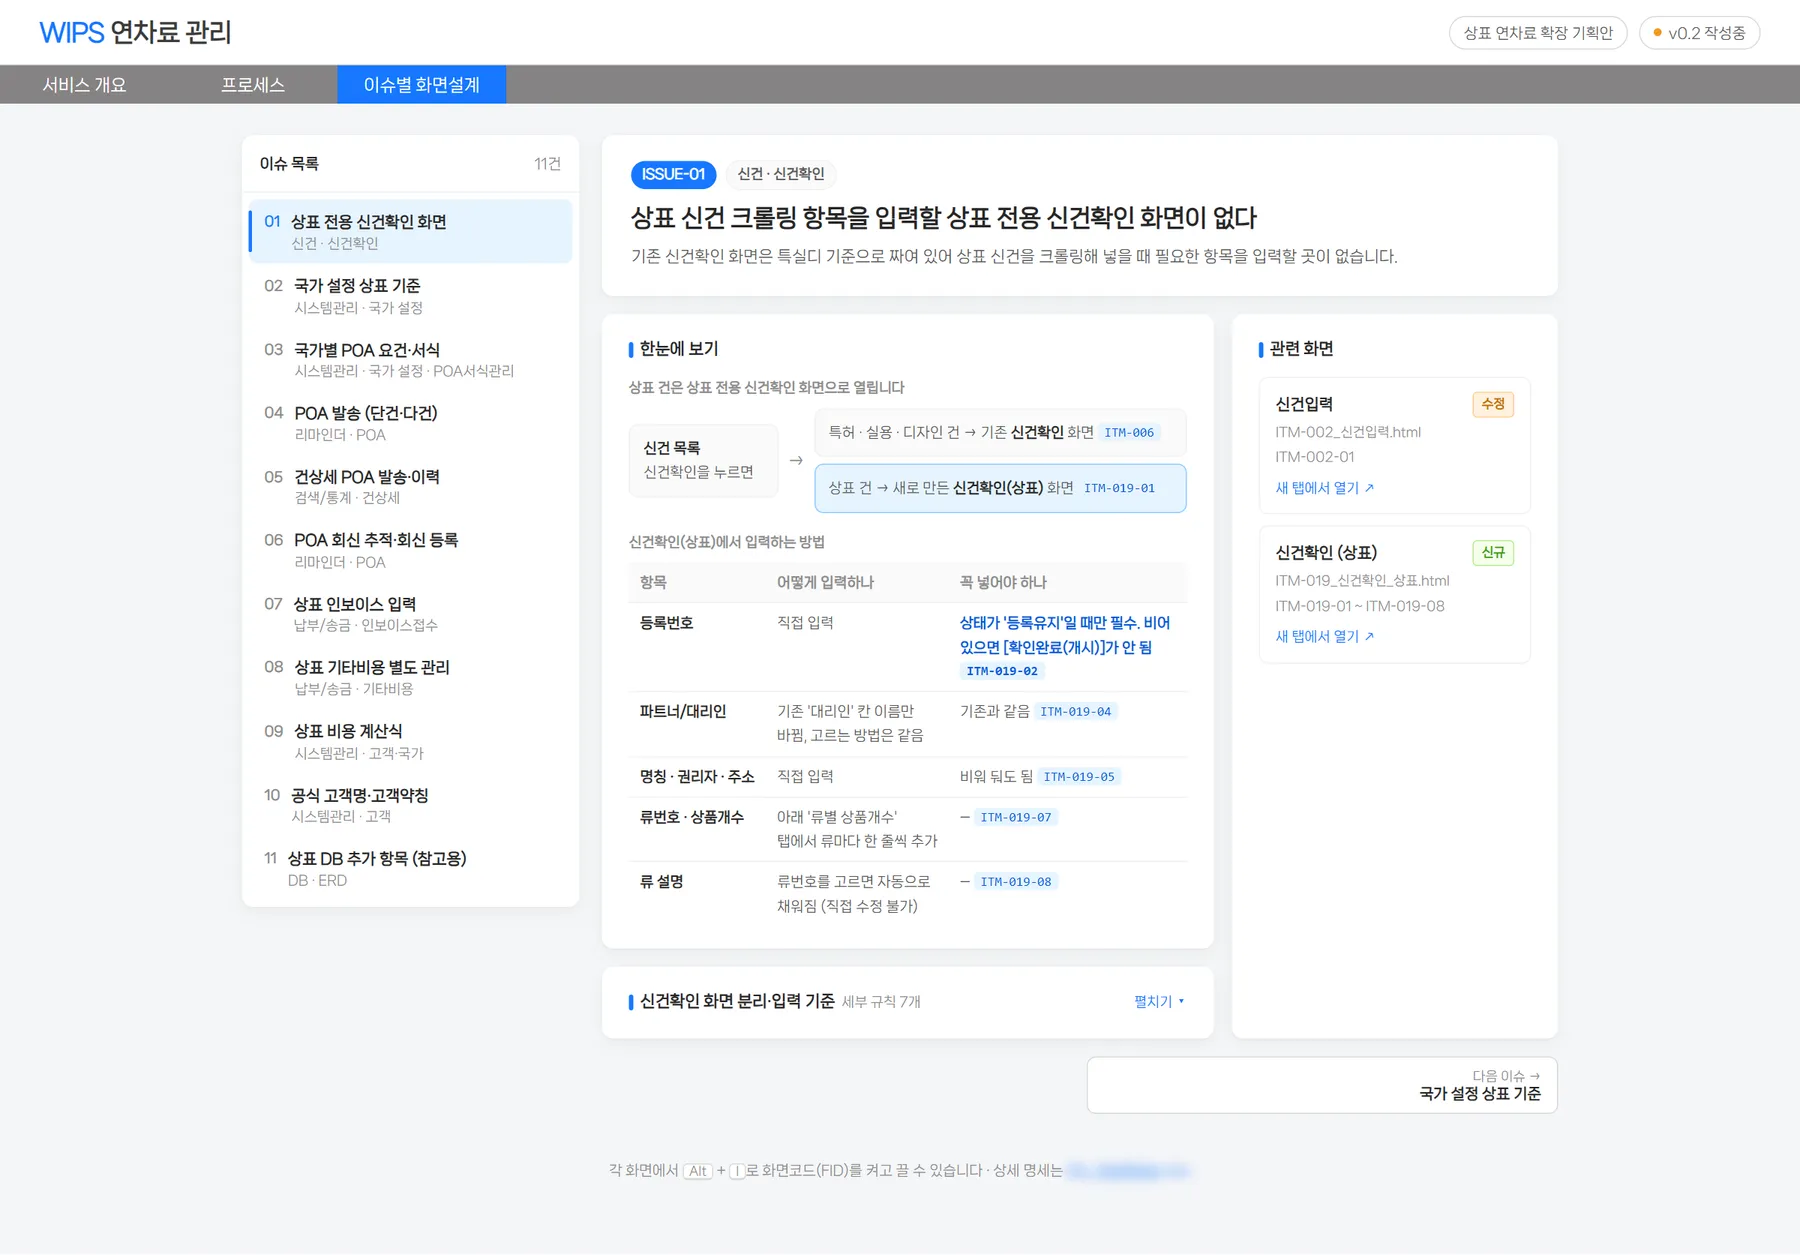 WIPS 연차료 관리
상표 연차료 확장 기획안
v0.2 작성중
서비스 개요
프로세스
이슈별 화면설계
이슈 목록
11건
01 상표 전용 신건확인 화면
신건 · 신건확인
02 국가 설정 상표 기준
시스템관리 · 국가 설정
03 국가별 POA 요건·서식
시스템관리 · 국가 설정 · POA서식관리
04 POA 발송 (단건·다건)
리마인더 · POA
05 건상세 POA 발송·이력
검색/통계 · 건상세
06 POA 회신 추적·회신 등록
리마인더 · POA
07 상표 인보이스 입력
납부/송금 · 인보이스접수
08 상표 기타비용 별도 관리
납부/송금 · 기타비용
09 상표 비용 계산식
시스템관리 · 고객·국가
10 공식 고객명·고객약칭
시스템관리 · 고객
11 상표 DB 추가 항목 (참고용)
DB · ERD
ISSUE-01
신건 · 신건확인
상표 신건 크롤링 항목을 입력할 상표 전용 신건확인 화면이 없다
기존 신건확인 화면은 특실디 기준으로 짜여 있어 상표 신건을 크롤링해 넣을 때 필요한 항목을 입력할 곳이 없습니다.
한눈에 보기
상표 건은 상표 전용 신건확인 화면으로 열립니다
신건 목록
신건확인을 누르면
→
특허 · 실용 · 디자인 건 → 기존 신건확인 화면 ITM-006
상표 건 → 새로 만든 신건확인(상표) 화면 ITM-019-01
신건확인(상표)에서 입력하는 방법
항목 어떻게 입력하나 꼭 넣어야 하나
등록번호 직접 입력 상태가 '등록유지'일 때만 필수. 비어
있으면 [확인완료(개시)]가 안 됨
ITM-019-02
파트너/대리인 기존 '대리인' 칸 이름만 기존과 같음 ITM-019-04
바뀜, 고르는 방법은 같음
명칭 · 권리자 · 주소 직접 입력 비워 둬도 됨 ITM-019-05
류번호 · 상품개수 아래 '류별 상품개수' – ITM-019-07
탭에서 류마다 한 줄씩 추가
류 설명 류번호를 고르면 자동으로 – ITM-019-08
채워짐 (직접 수정 불가)
신건확인 화면 분리·입력 기준 세부 규칙 7개
펼치기 ▾
관련 화면
신건입력
수정
ITM-002_신건입력.html
ITM-002-01
새 탭에서 열기 ↗
신건확인 (상표)
신규
ITM-019_신건확인_상표.html
ITM-019-01 ~ ITM-019-08
새 탭에서 열기 ↗
다음 이슈 →
국가 설정 상표 기준
각 화면에서 Alt + I로 화면코드(FID)를 켜고 끌 수 있습니다 · 상세 명세는